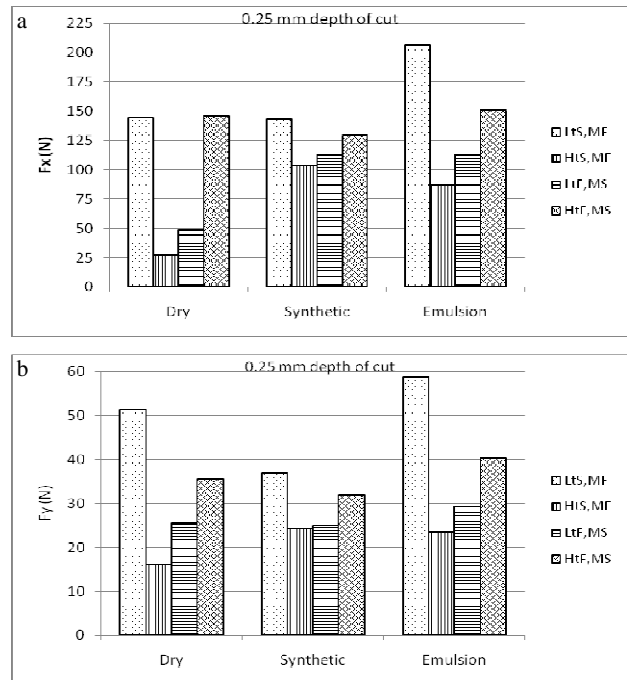 a
0.25 mm depth of cut
225
200
175
150
125
100
75
50
25
0
Fx (N)
Dry
Synthetic
Emulsion
LtS,MF
HtS,MF
LtF,MS
HtF,MS
b
0.25 mm depth of cut
60
50
40
30
20
10
0
Fy (N)
Dry
Synthetic
Emulsion
LtS,MF
HtS,MF
LtF,MS
HtF,MS